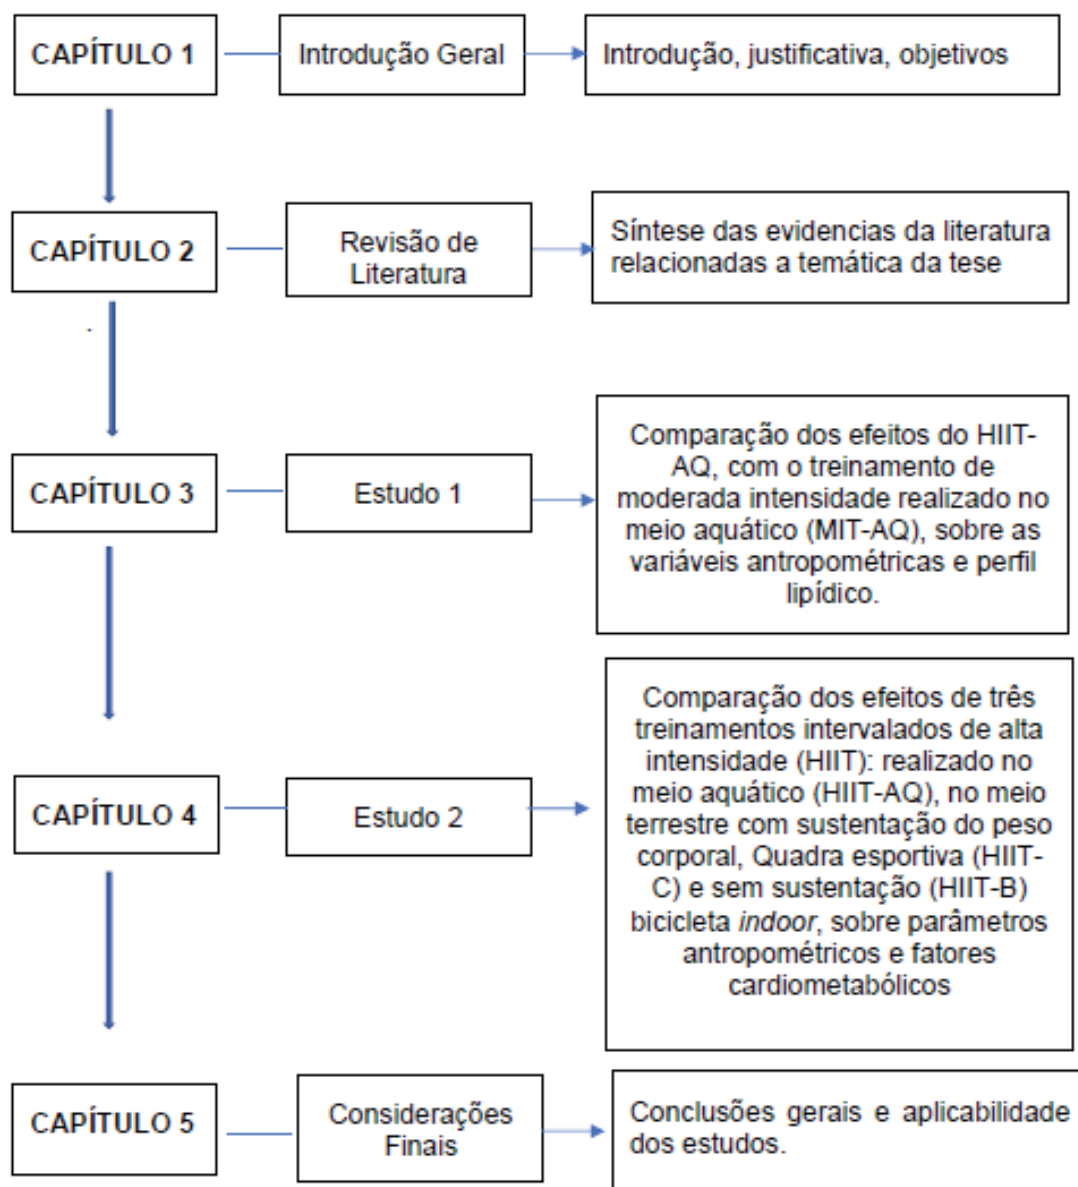 CAPÍTULO 1
Introdução Geral
Introdução, justificativa, objetivos
CAPÍTULO 2
Revisão de
Literatura
Síntese das evidencias da literatura
relacionadas a temática da tese
CAPÍTULO 3
Estudo 1
Comparação dos efeitos do HIIT-
AQ, com o treinamento de
moderada intensidade realizado no
meio aquático (MIT-AQ), sobre as
variáveis antropométricas e perfil
lipídico.
CAPÍTULO 4
Estudo 2
Comparação dos efeitos de três
treinamentos intervalados de alta
intensidade (HIIT): realizado no
meio aquático (HIIT-AQ), no meio
terrestre com sustentação do peso
corporal, Quadra esportiva (HIIT-
C) e sem sustentação (HIIT-B)
bicicleta indoor, sobre parâmetros
antropométricos e fatores
cardiometabólicos
CAPÍTULO 5
Considerações
Finais
Conclusões gerais e aplicabilidade
dos estudos.